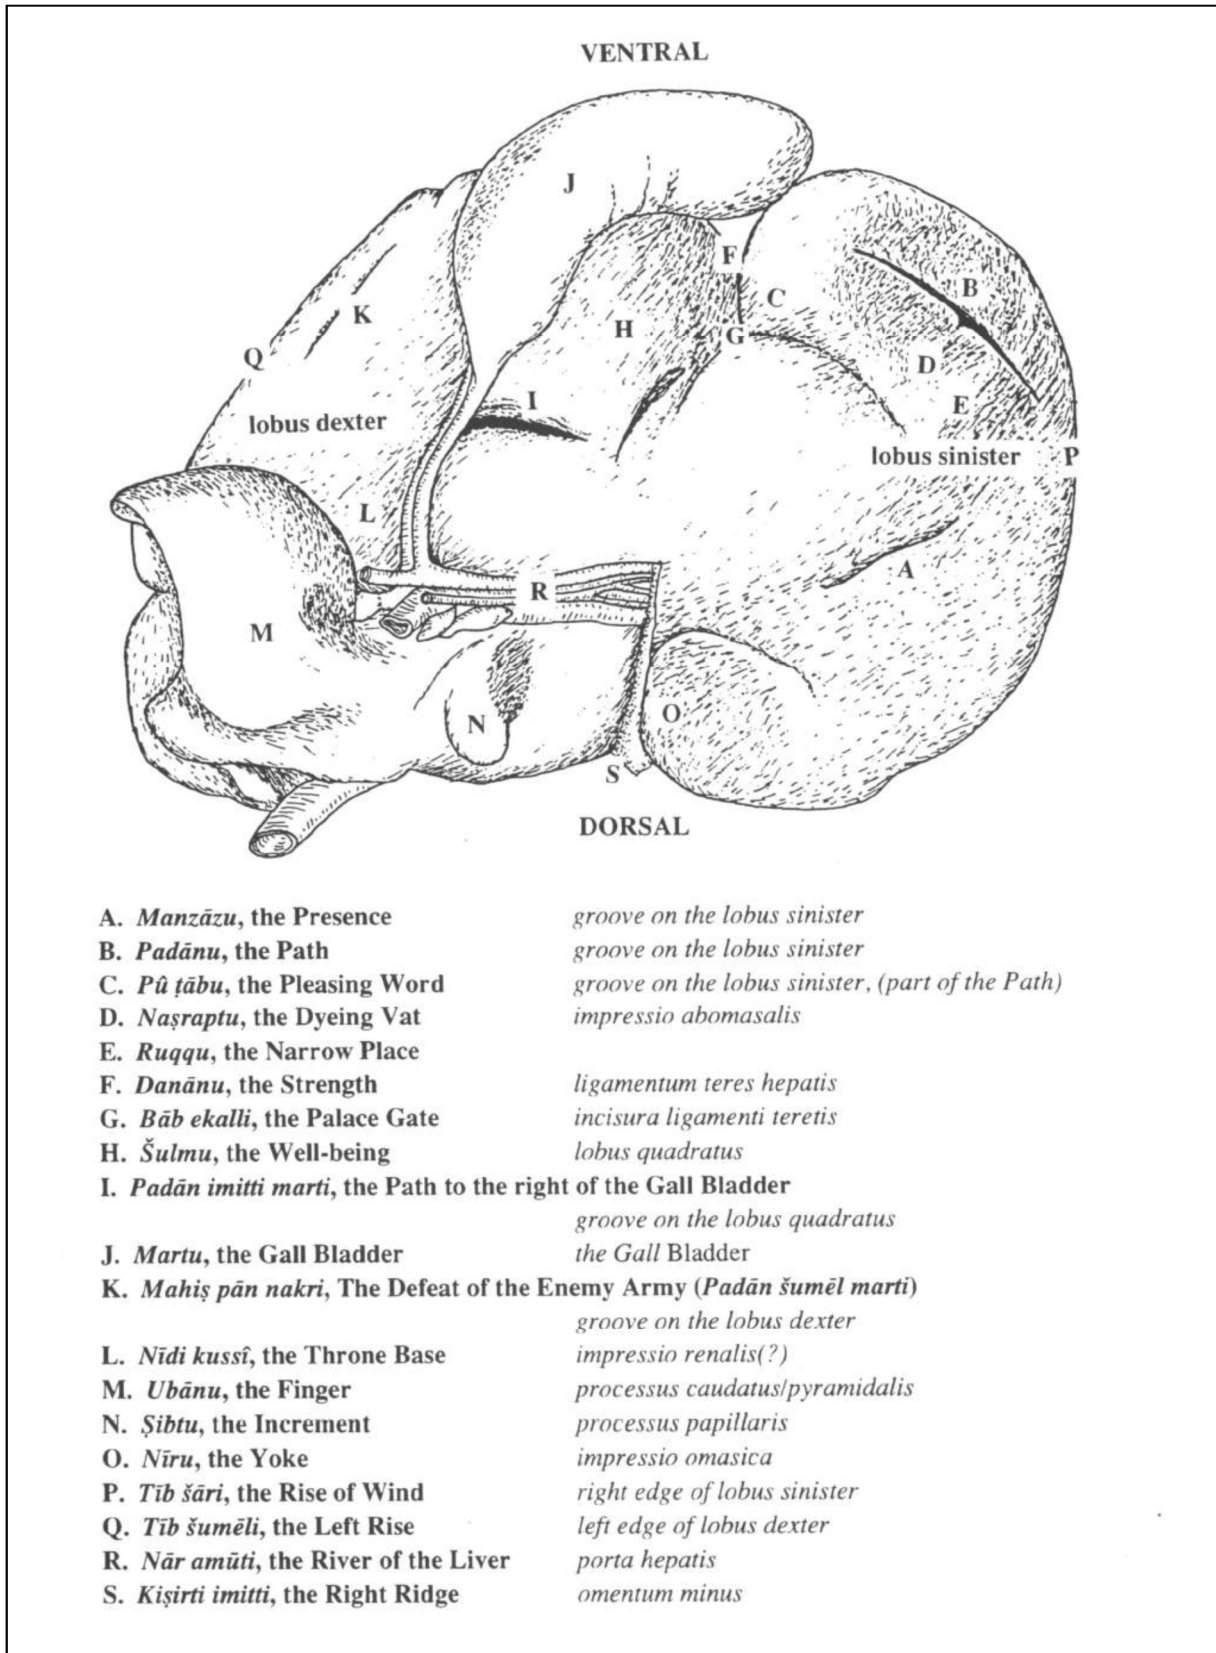 VENTRAL
J
F
B
C
K
H
G
Q
D
I
E
lobus dexter
lobus sinister P
L
A
R
M
N
O
S
DORSAL
A. Manzāzu, the Presence groove on the lobus sinister
B. Padānu, the Path groove on the lobus sinister
C. Pû ṭābu, the Pleasing Word groove on the lobus sinister, (part of the Path)
D. Naṣraptu, the Dyeing Vat impressio abomasalis
E. Ruqqu, the Narrow Place
F. Danānu, the Strength ligamentum teres hepatis
G. Bāb ekalli, the Palace Gate incisura ligamenti teretis
H. Šulmu, the Well-being lobus quadratus
I. Padān imitti marti, the Path to the right of the Gall Bladder
groove on the lobus quadratus
J. Martu, the Gall Bladder the Gall Bladder
K. Mahiṣ pān nakri, The Defeat of the Enemy Army (Padān šumēl marti)
groove on the lobus dexter
L. Nīdi kussî, the Throne Base impressio renalis(?)
M. Ubānu, the Finger processus caudatus/pyramidalis
N. Ṣibtu, the Increment processus papillaris
O. Nīru, the Yoke impressio omasica
P. Tīb šāri, the Rise of Wind right edge of lobus sinister
Q. Tīb šumēli, the Left Rise left edge of lobus dexter
R. Nār amūti, the River of the Liver porta hepatis
S. Kiṣirti imitti, the Right Ridge omentum minus